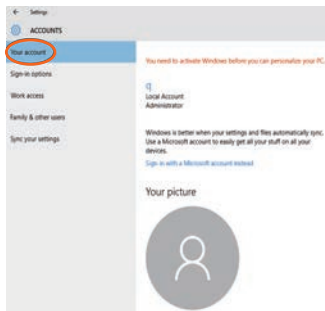 Settings
ACCOUNTS
Your account
Sign-in options
Work access
Family & other users
Sync your settings
You need to activate Windows before you can personalize your PC.
q
Local Account
Administrator
Windows is better when your settings and files automatically sync.
Use a Microsoft account to easily get all your stuff on all your
devices.
Sign in with a Microsoft account instead
Your picture